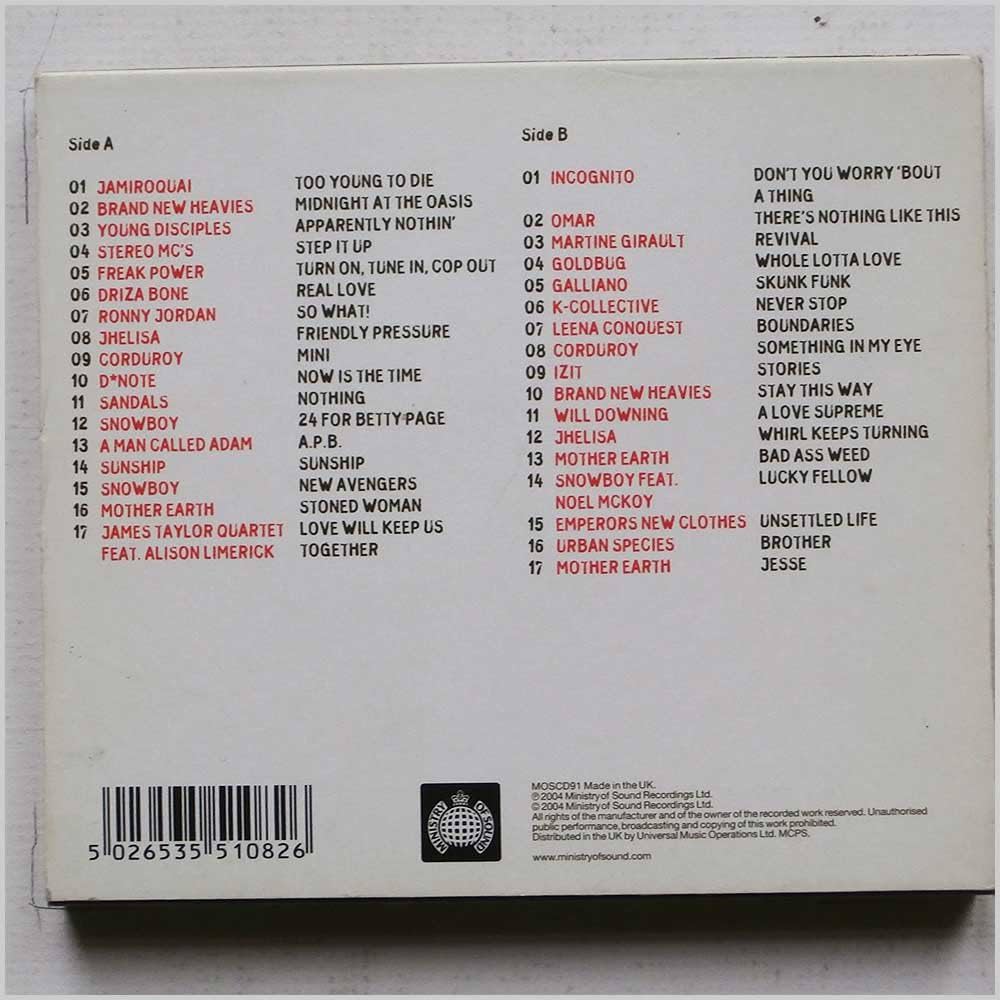 Side A
01 JAMIROQUAI TOO YOUNG TO DIE
02 BRAND NEW HEAVIES MIDNIGHT AT THE OASIS
03 YOUNG DISCIPLES APPARENTLY NOTHIN'
04 STEREO MC'S STEP IT UP
05 FREAK POWER TURN ON, TUNE IN, COP OUT
06 DRIZA BONE REAL LOVE
07 RONNY JORDAN SO WHAT!
08 JHELISA FRIENDLY PRESSURE
09 CORDUROY MINI
10 D*NOTE NOW IS THE TIME
11 SANDALS NOTHING
12 SNOWBOY 24 FOR BETTY PAGE
13 A MAN CALLED ADAM A.P.B.
14 SUNSHIP SUNSHIP
15 SNOWBOY NEW AVENGERS
16 MOTHER EARTH STONED WOMAN
17 JAMES TAYLOR QUARTET LOVE WILL KEEP US
FEAT. ALISON LIMERICK TOGETHER
Side B
01 INCOGNITO DON'T YOU WORRY 'BOUT
A THING
02 OMAR THERE'S NOTHING LIKE THIS
03 MARTINE GIRAULT REVIVAL
04 GOLDBUG WHOLE LOTTA LOVE
05 GALLIANO SKUNK FUNK
06 K-COLLECTIVE NEVER STOP
07 LEENA CONQUEST BOUNDARIES
08 CORDUROY SOMETHING IN MY EYE
09 IZIT STORIES
10 BRAND NEW HEAVIES STAY THIS WAY
11 WILL DOWNING A LOVE SUPREME
12 JHELISA WHIRL KEEPS TURNING
13 MOTHER EARTH BAD ASS WEED
14 SNOWBOY FEAT. LUCKY FELLOW
NOEL MCKOY
15 EMPERORS NEW CLOTHES UNSETTLED LIFE
16 URBAN SPECIES BROTHER
17 MOTHER EARTH JESSE
5 026535 510826
MINISTRY OF SOUND
MOSCD91 Made in the UK.
℗ 2004 Ministry of Sound Recordings Ltd.
© 2004 Ministry of Sound Recordings Ltd.
All rights of the manufacturer and of the owner of the recorded work reserved. Unauthorised
public performance, broadcasting and copying of this work prohibited.
Distributed in the UK by Universal Music Operations Ltd. MCPS.
www.ministryofsound.com